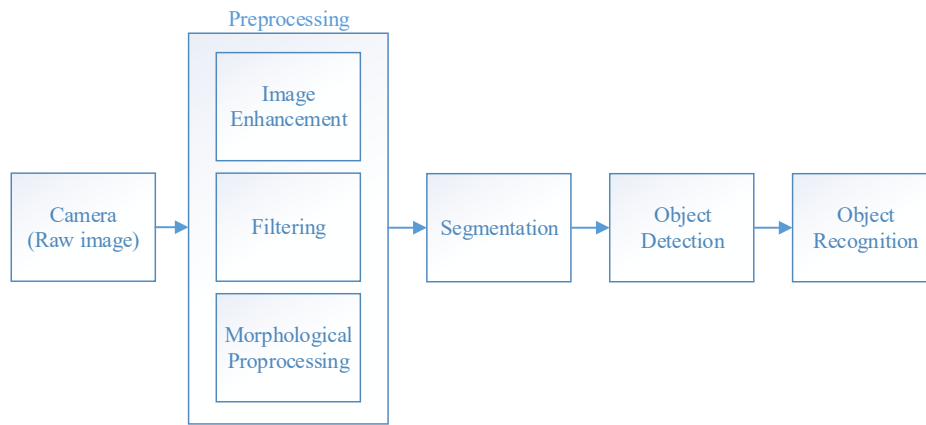 Preprocessing
Image
Enhancement
Camera
(Raw image)
Filtering
Morphological
Proprocessing
Segmentation
Object
Detection
Object
Recognition